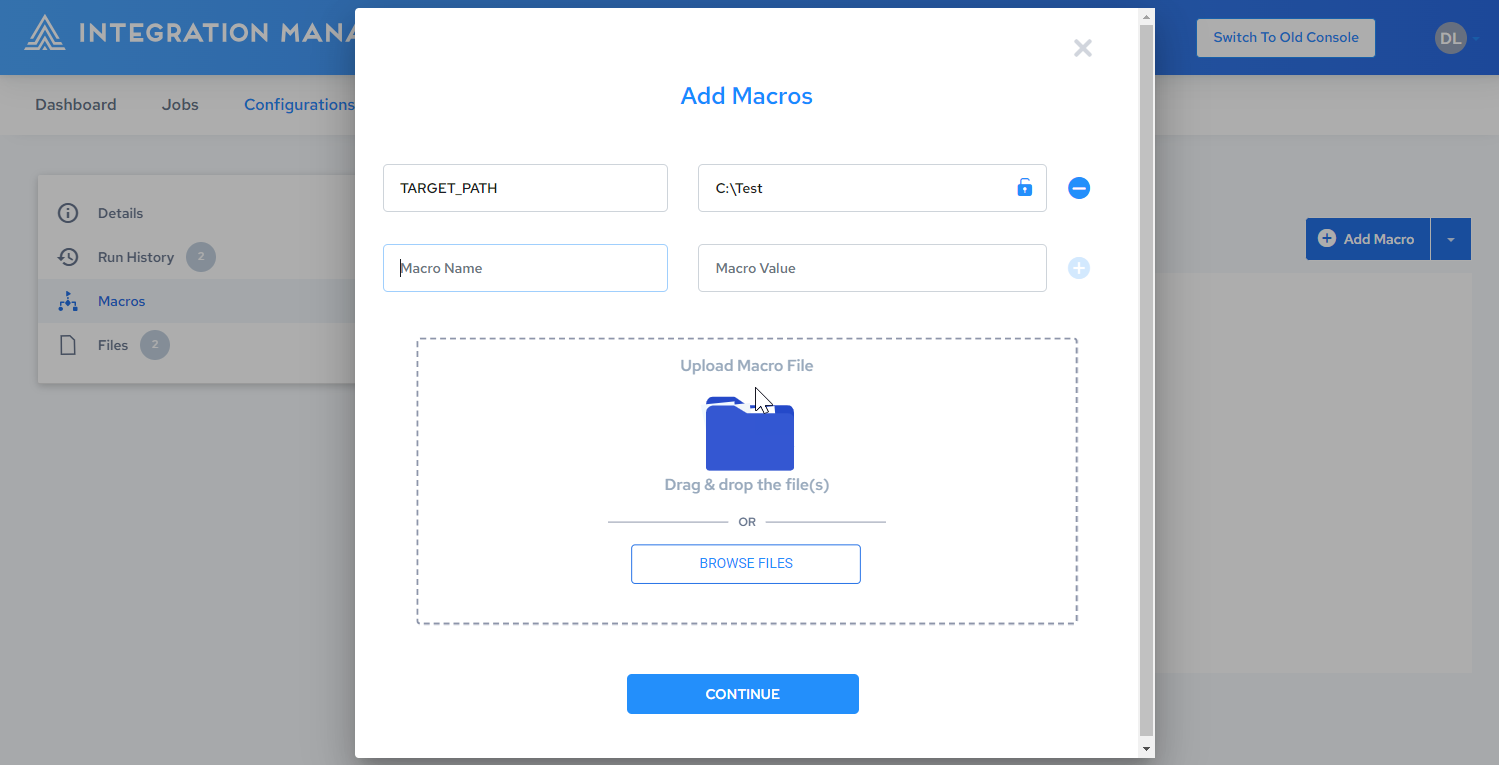 INTEGRATION MANA
Switch To Old Console
DL
Dashboard
Jobs
Configurations
Add Macros
TARGET_PATH
C:\Test
Details
Run History 2
Macros
Files 2
Add Macro
Macro Name
Macro Value
Upload Macro File
Drag & drop the file(s)
OR
BROWSE FILES
CONTINUE